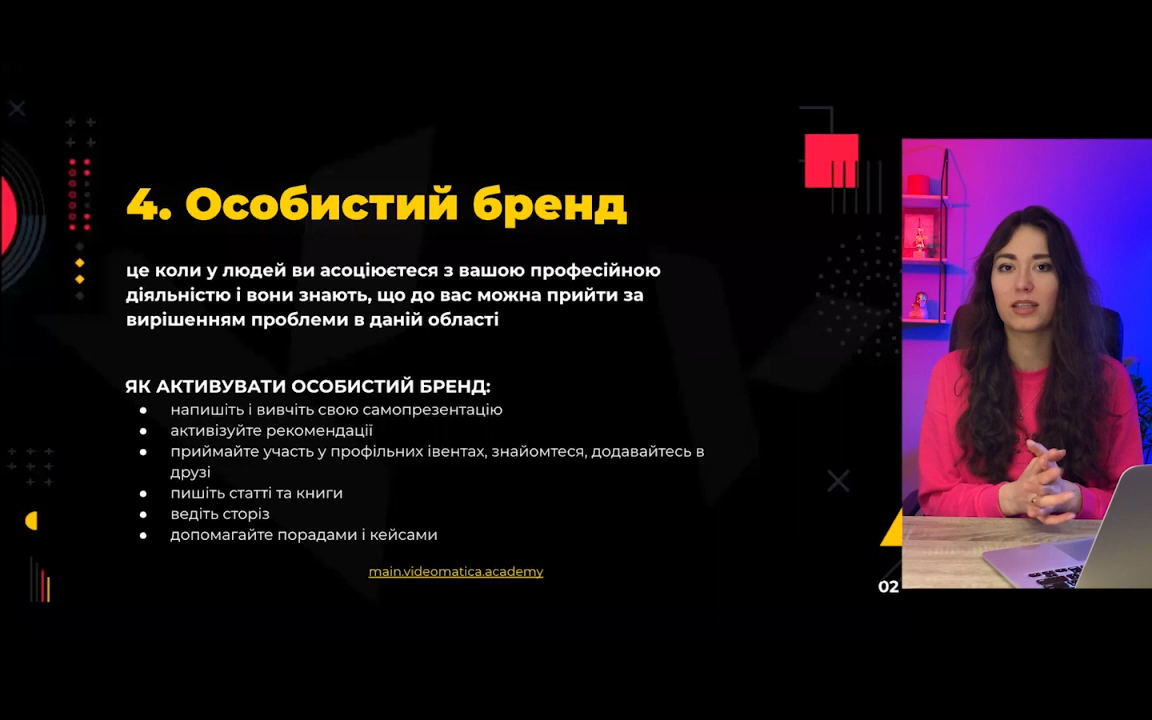 4. Особистий бренд
це коли у людей ви асоціюєтеся з вашою професійною
діяльністю і вони знають, що до вас можна прийти за
вирішенням проблеми в даній області
ЯК АКТИВУВАТИ ОСОБИСТИЙ БРЕНД:
● напишіть і вивчіть свою самопрезентацію
● активізуйте рекомендації
● приймайте участь у профільних івентах, знайомтеся, додавайтесь в
друзі
● пишіть статті та книги
● ведіть сторіз
● допомагайте порадами і кейсами
main.videomatica.academy
02